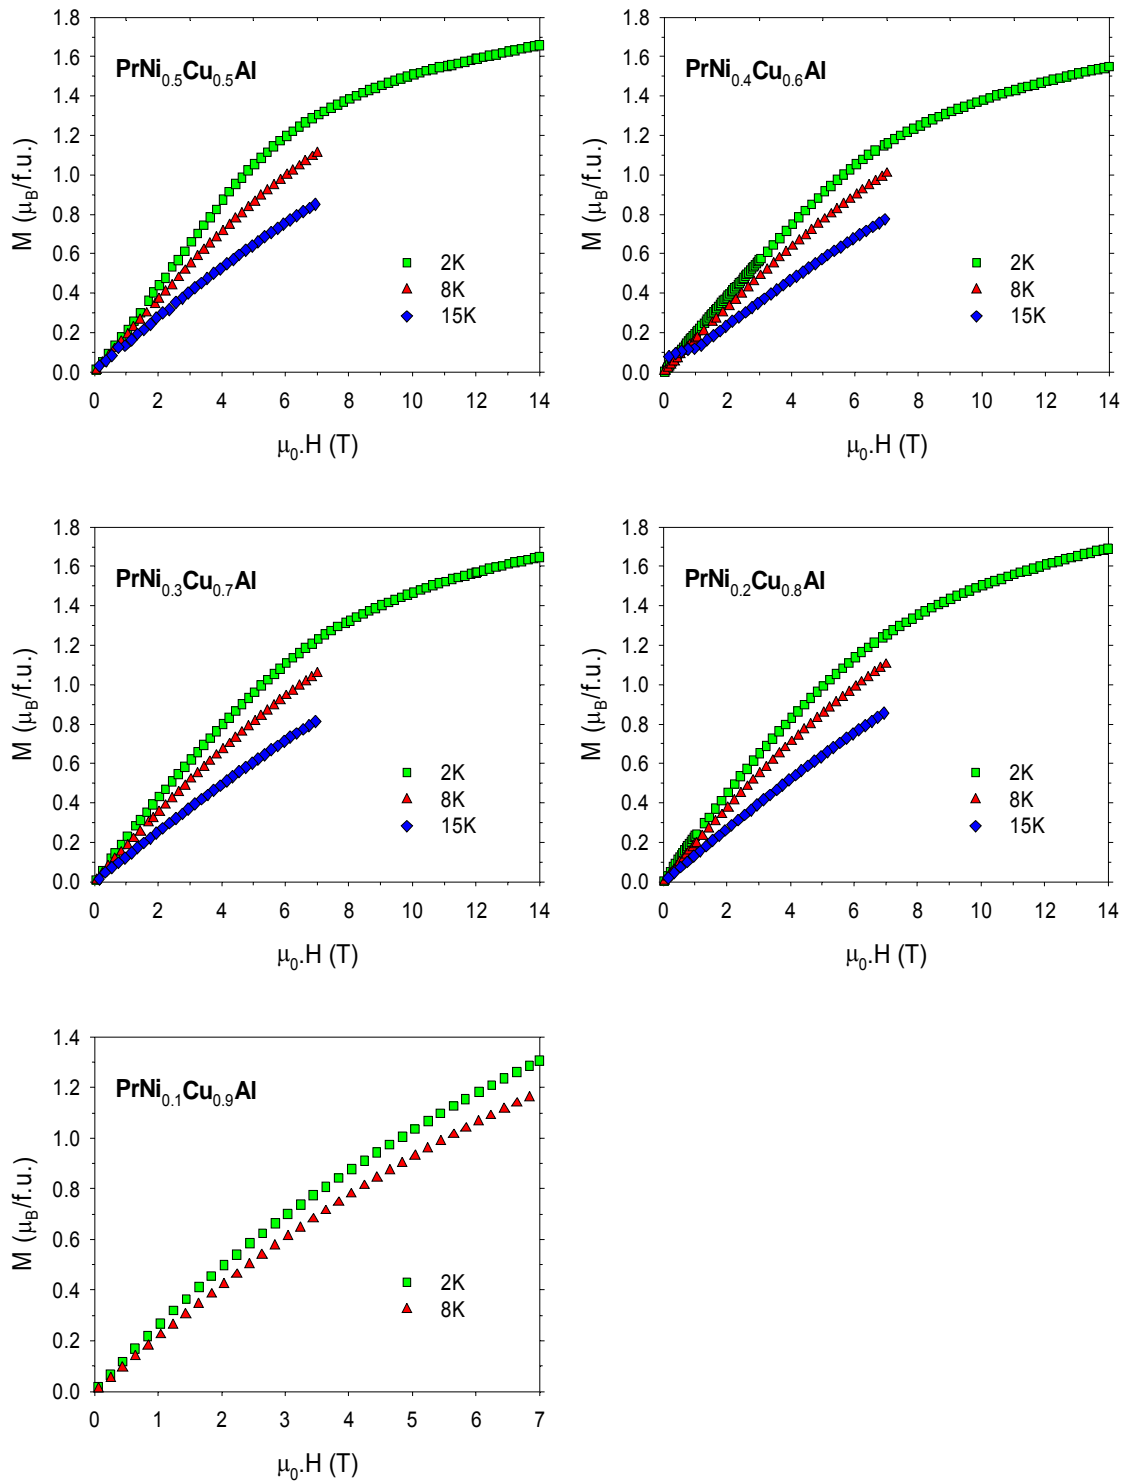 1.8
1.6
1.4
1.2
1.0
0.8
0.6
0.4
0.2
0.0
M (μB/f.u.)
PrNi0.5Cu0.5Al
2K
8K
15K
0 2 4 6 8 10 12 14
μ0.H (T)
1.8
1.6
1.4
1.2
1.0
0.8
0.6
0.4
0.2
0.0
M (μB/f.u.)
PrNi0.4Cu0.6Al
2K
8K
15K
0 2 4 6 8 10 12 14
μ0.H (T)
1.8
1.6
1.4
1.2
1.0
0.8
0.6
0.4
0.2
0.0
M (μB/f.u.)
PrNi0.3Cu0.7Al
2K
8K
15K
0 2 4 6 8 10 12 14
μ0.H (T)
1.8
1.6
1.4
1.2
1.0
0.8
0.6
0.4
0.2
0.0
M (μB/f.u.)
PrNi0.2Cu0.8Al
2K
8K
15K
0 2 4 6 8 10 12 14
μ0.H (T)
1.4
1.2
1.0
0.8
0.6
0.4
0.2
0.0
M (μB/f.u.)
PrNi0.1Cu0.9Al
2K
8K
0 1 2 3 4 5 6 7
μ0.H (T)